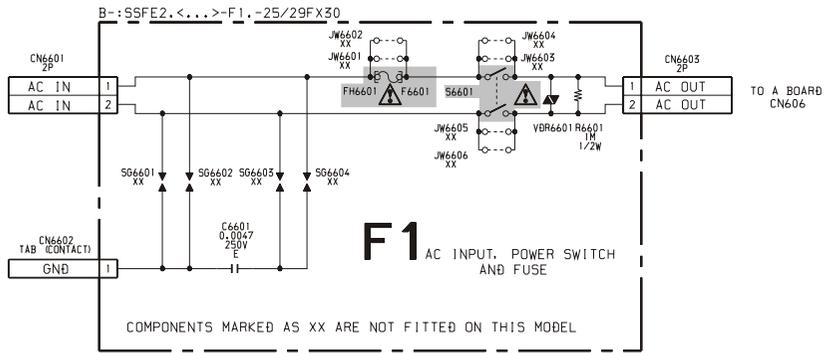 B-:SSFE2.<...>-F1.-25/29FX30
JW6602
XX
JW6601
XX
JW6604
XX
JW6603
XX
CN6601
2P
AC IN 1
AC IN 2
FH6601 F6601
S6601
CN6603
2P
1 AC OUT
2 AC OUT
TO A BOARD
CN606
JW6605
XX
JW6606
XX
VDR6601
R6601
1M
1/2W
SG6601
XX
SG6602
XX
SG6603
XX
SG6604
XX
C6601
0.0047
250V
E
CN6602
TAB (CONTACT)
GND 1
F1 AC INPUT, POWER SWITCH
AND FUSE
COMPONENTS MARKED AS XX ARE NOT FITTED ON THIS MODEL